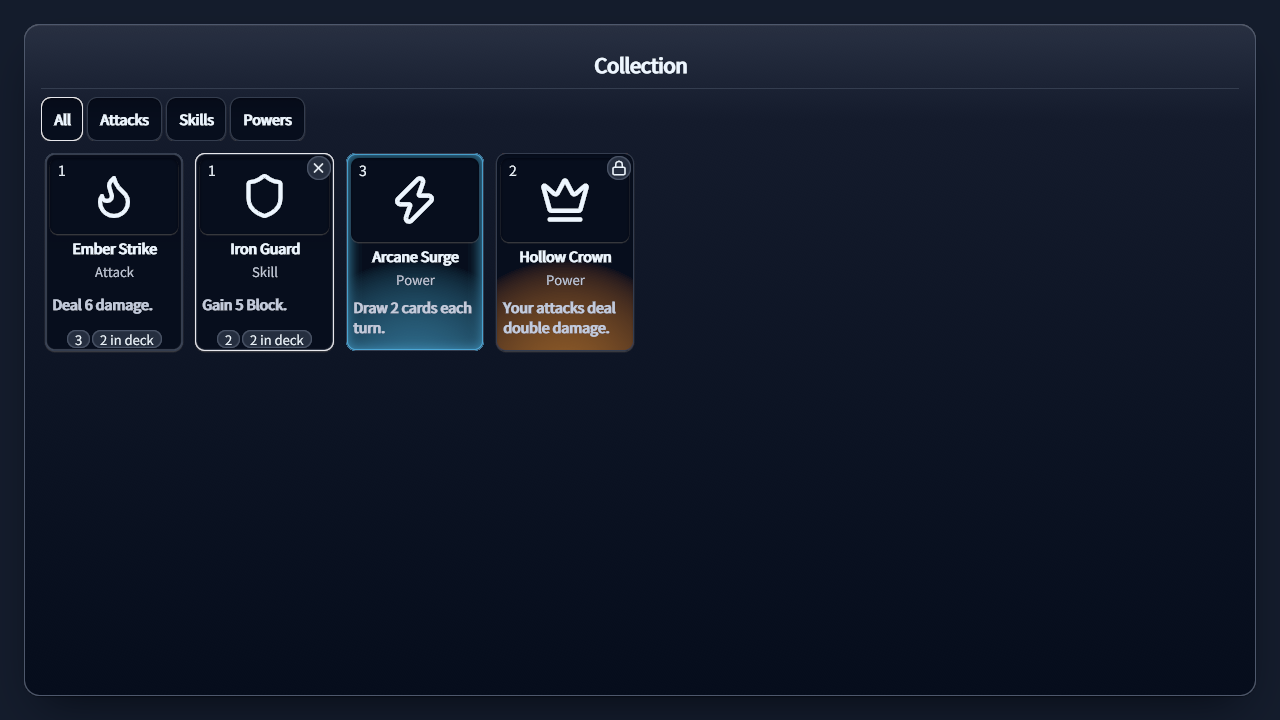 Collection
All Attacks Skills Powers
1
Ember Strike
Attack
Deal 6 damage.
3 2 in deck
1
Iron Guard
Skill
Gain 5 Block.
2 2 in deck
3
Arcane Surge
Power
Draw 2 cards each
turn.
2
Hollow Crown
Power
Your attacks deal
double damage.